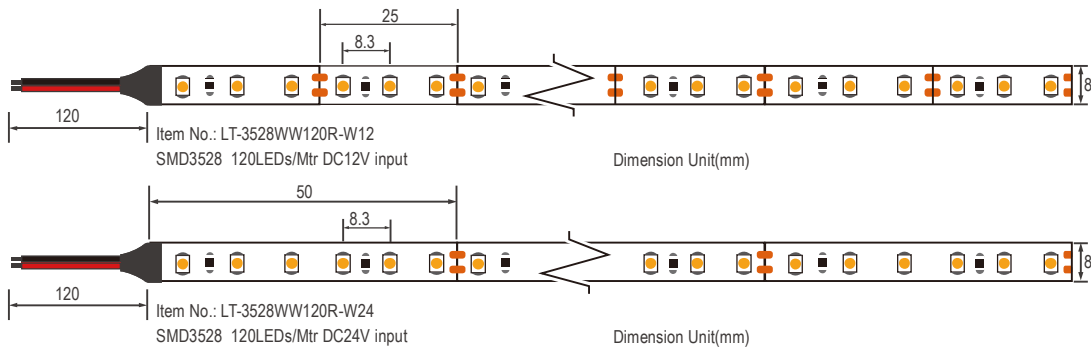 25
8.3
8
120
Item No.: LT-3528WW120R-W12
SMD3528 120LEDs/Mtr DC12V input
Dimension Unit(mm)
50
8.3
8
120
Item No.: LT-3528WW120R-W24
SMD3528 120LEDs/Mtr DC24V input
Dimension Unit(mm)